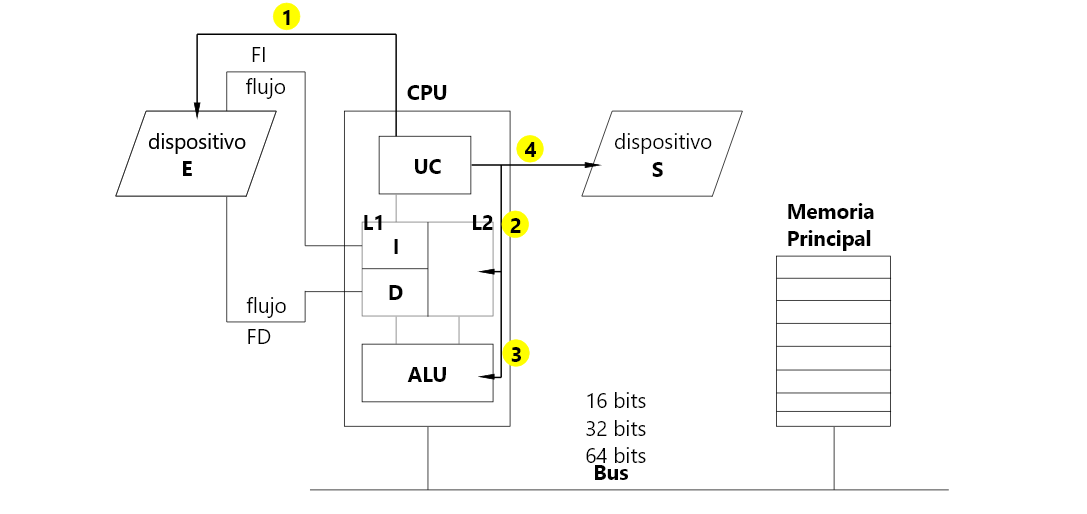 1
FI
flujo
CPU
dispositivo
E
UC
4
dispositivo
S
L1
L2
2
I
D
Memoria
Principal
flujo
FD
3
ALU
16 bits
32 bits
64 bits
Bus